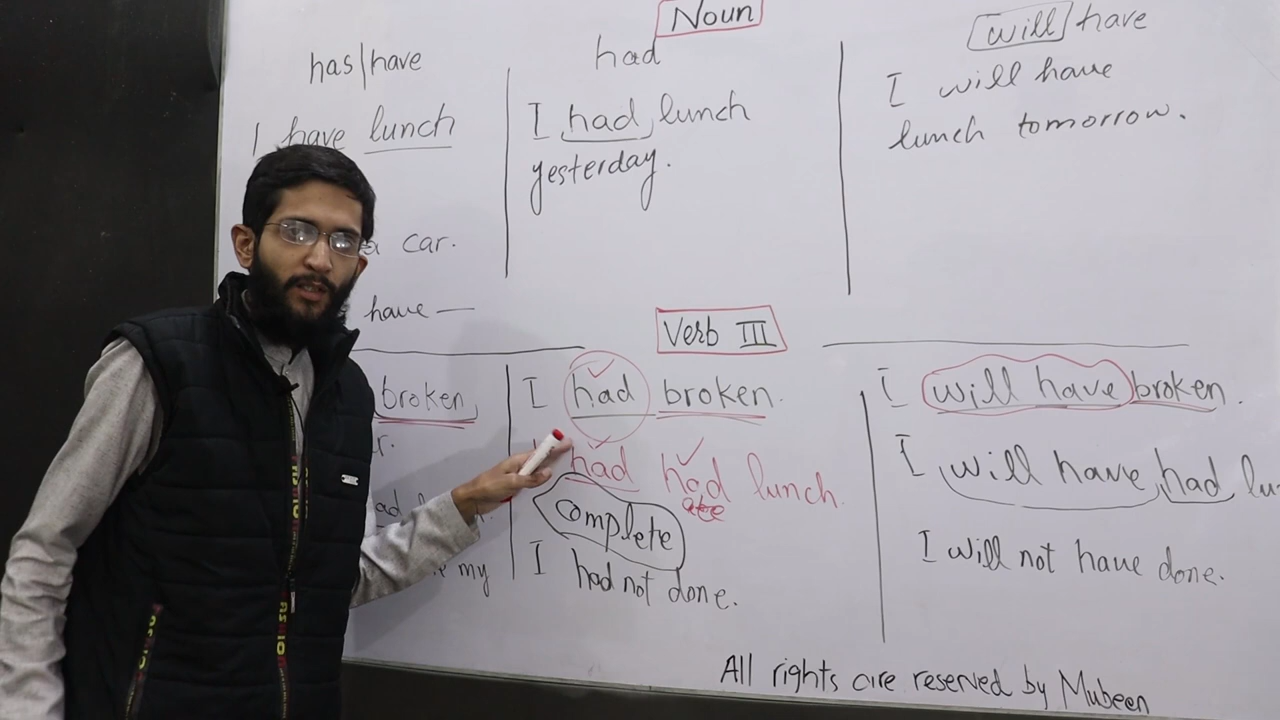 Noun
has|have
had
will have
I have lunch
I had lunch
yesterday.
I will have
lunch tomorrow.
a car.
have —
Verb III
broken
I had broken.
I will have broken.
had had lunch.
ate
I will have had lu
complete
my
I had not done.
I will not have done.
All rights are reserved by Mubeen